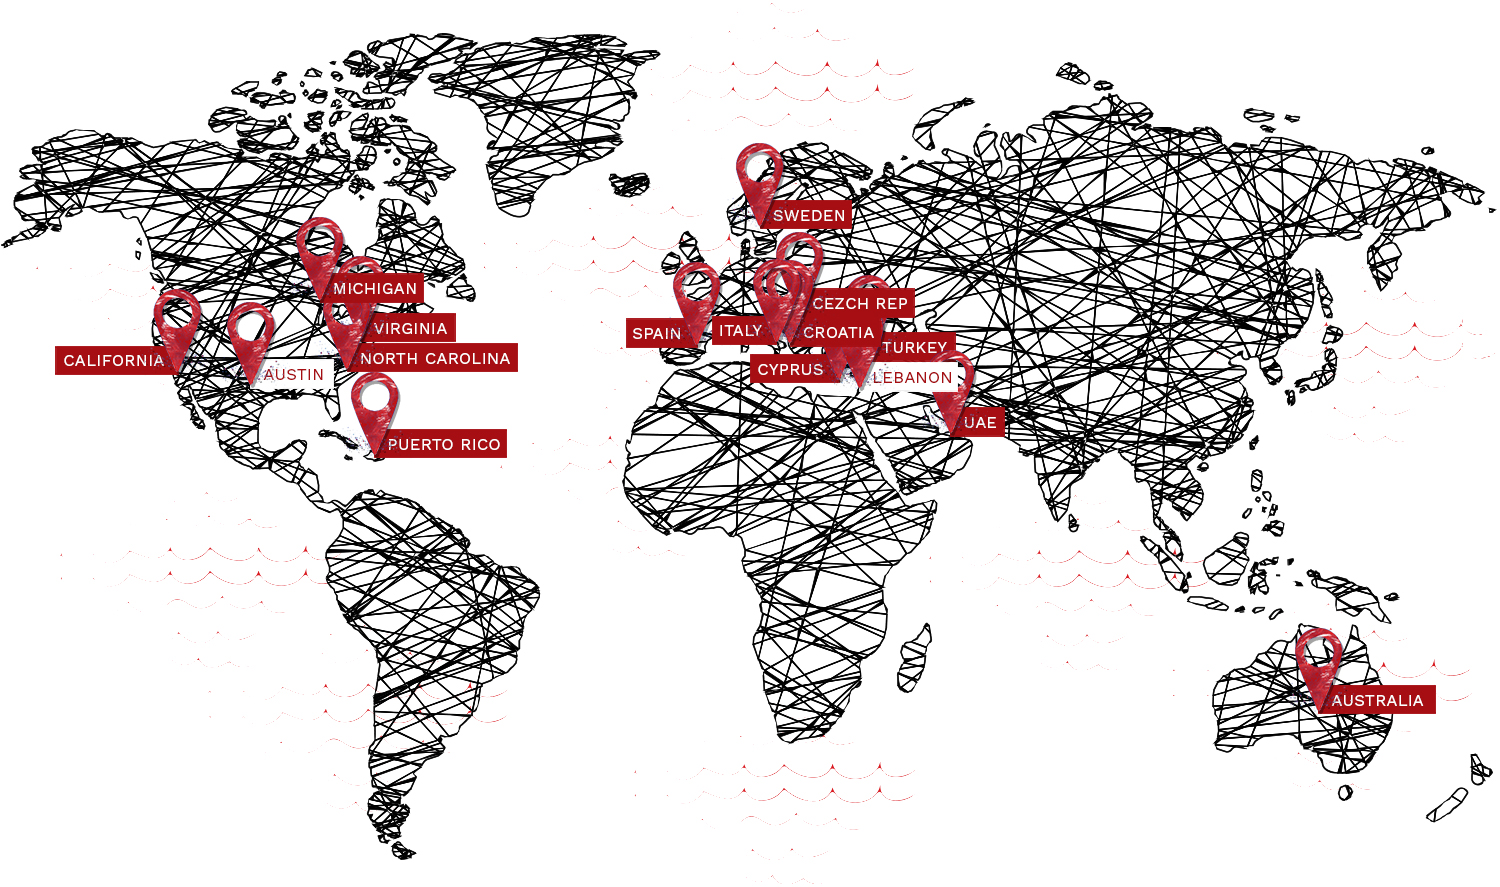 SWEDEN
MICHIGAN
CEZCH REP
VIRGINIA
SPAIN
ITALY
CROATIA
TURKEY
CALIFORNIA
NORTH CAROLINA
AUSTIN
CYPRUS
LEBANON
UAE
PUERTO RICO
AUSTRALIA